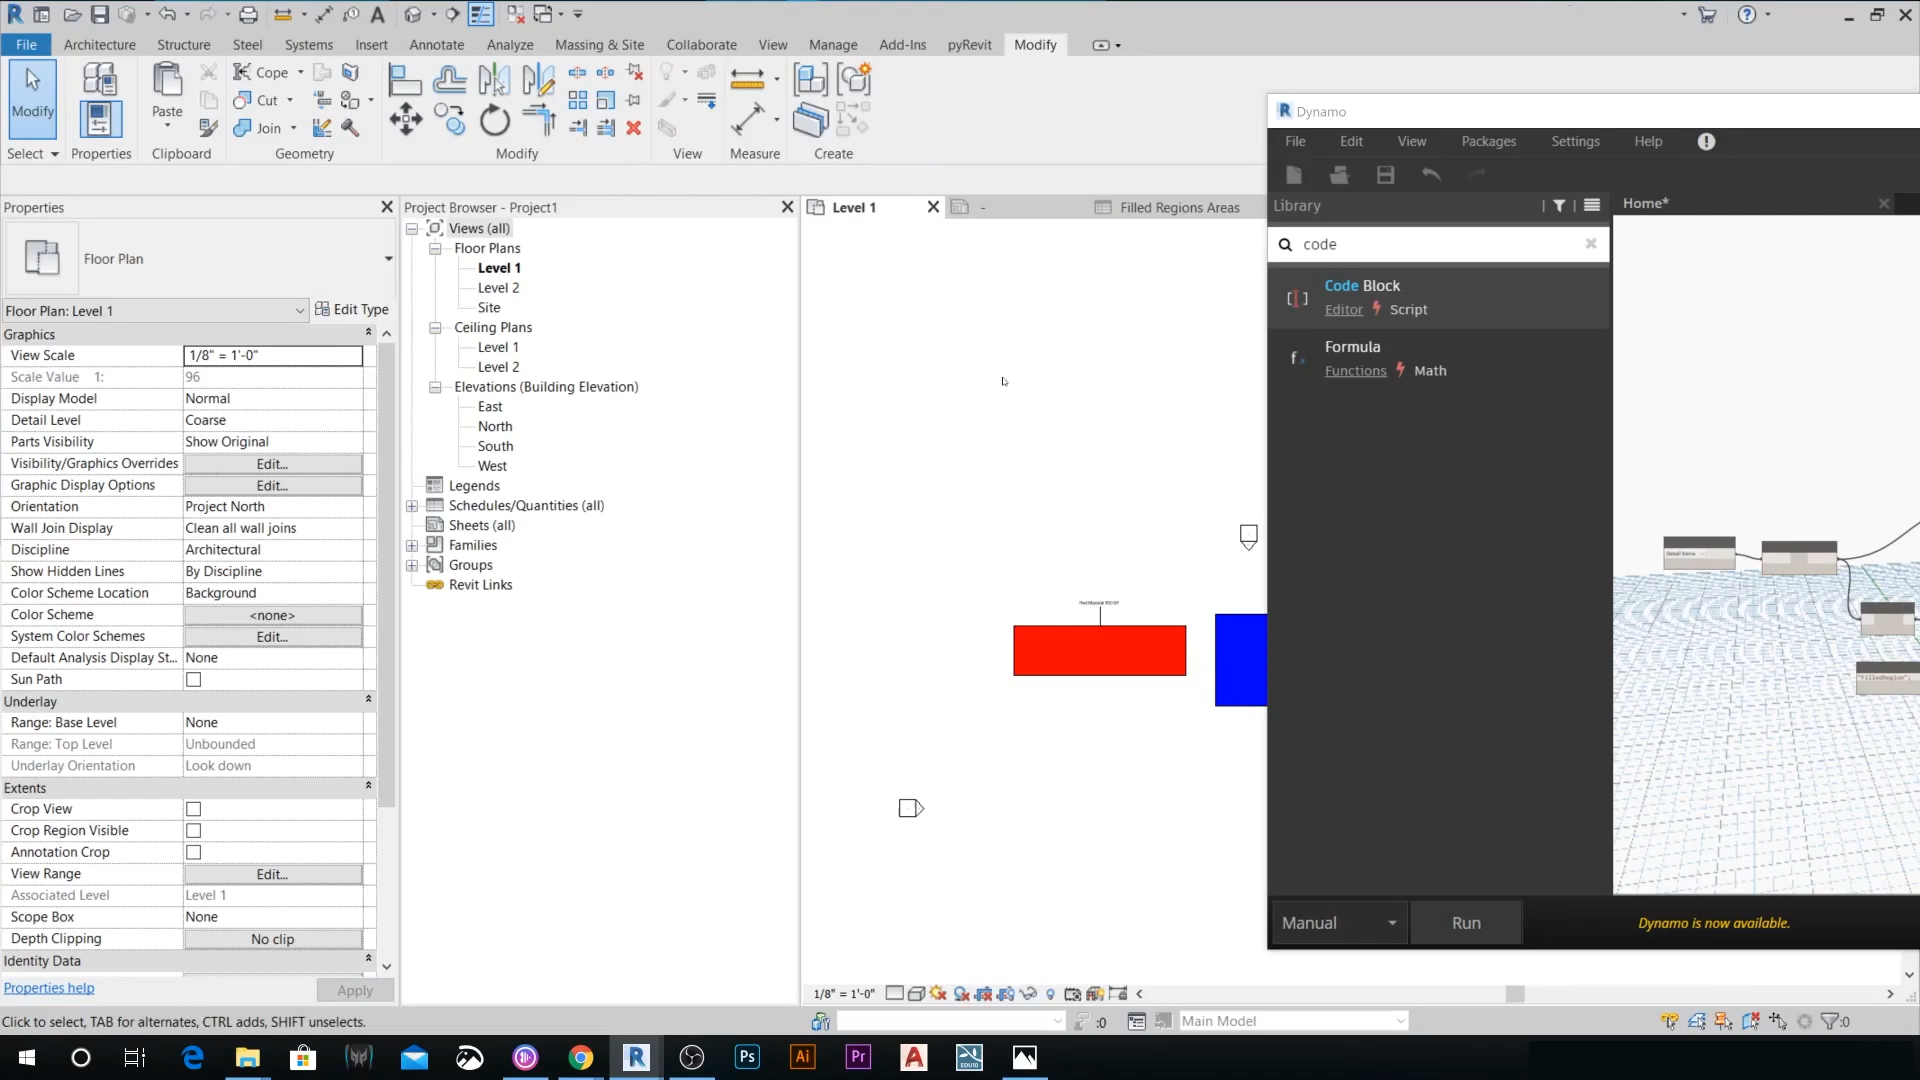 File Architecture Structure Steel Systems Insert Annotate Analyze Massing & Site Collaborate View Manage Add-Ins pyRevit Modify
Modify
Paste
Cope
Cut
Join
Select Properties Clipboard Geometry Modify View Measure Create
Dynamo
File Edit View Packages Settings Help
Library
Home*
code
Code Block
Editor Script
Formula
Functions Math
Properties
Floor Plan
Floor Plan: Level 1 Edit Type
Graphics
View Scale 1/8" = 1'-0"
Scale Value 1: 96
Display Model Normal
Detail Level Coarse
Parts Visibility Show Original
Visibility/Graphics Overrides Edit...
Graphic Display Options Edit...
Orientation Project North
Wall Join Display Clean all wall joins
Discipline Architectural
Show Hidden Lines By Discipline
Color Scheme Location Background
Color Scheme <none>
System Color Schemes Edit...
Default Analysis Display St... None
Sun Path
Underlay
Range: Base Level None
Range: Top Level Unbounded
Underlay Orientation Look down
Extents
Crop View
Crop Region Visible
Annotation Crop
View Range Edit...
Associated Level Level 1
Scope Box None
Depth Clipping No clip
Identity Data
Properties help Apply
Project Browser - Project1
Views (all)
Floor Plans
Level 1
Level 2
Site
Ceiling Plans
Level 1
Level 2
Elevations (Building Elevation)
East
North
South
West
Legends
Schedules/Quantities (all)
Sheets (all)
Families
Groups
Revit Links
Level 1 - Filled Regions Areas
Detail Items
"FilledRegion";
Manual Run Dynamo is now available.
1/8" = 1'-0"
Click to select, TAB for alternates, CTRL adds, SHIFT unselects.
:0 Main Model :0
Ps Ai Pr